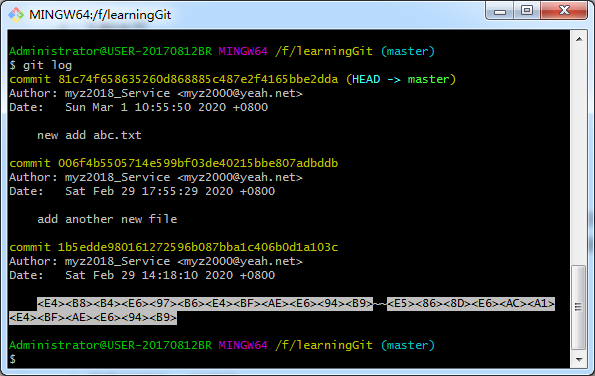 MINGW64:/f/learningGit
Administrator@USER-20170812BR MINGW64 /f/learningGit (master)
$ git log
commit 81c74f658635260d868885c487e2f4165bbe2dda (HEAD -> master)
Author: myz2018_Service <myz2000@yeah.net>
Date:   Sun Mar 1 10:55:50 2020 +0800
    new add abc.txt
commit 006f4b5505714e599bf03de40215bbe807adbddb
Author: myz2018_Service <myz2000@yeah.net>
Date:   Sat Feb 29 17:55:29 2020 +0800
    add another new file
commit 1b5edde980161272596b087bba1c406b0d1a103c
Author: myz2018_Service <myz2000@yeah.net>
Date:   Sat Feb 29 14:18:10 2020 +0800
    <E4><B8><B4><E6><97><B6><E4><BF><AE><E6><94><B9>~~<E5><86><8D><E6><AC><A1>
<E4><BF><AE><E6><94><B9>
Administrator@USER-20170812BR MINGW64 /f/learningGit (master)
$